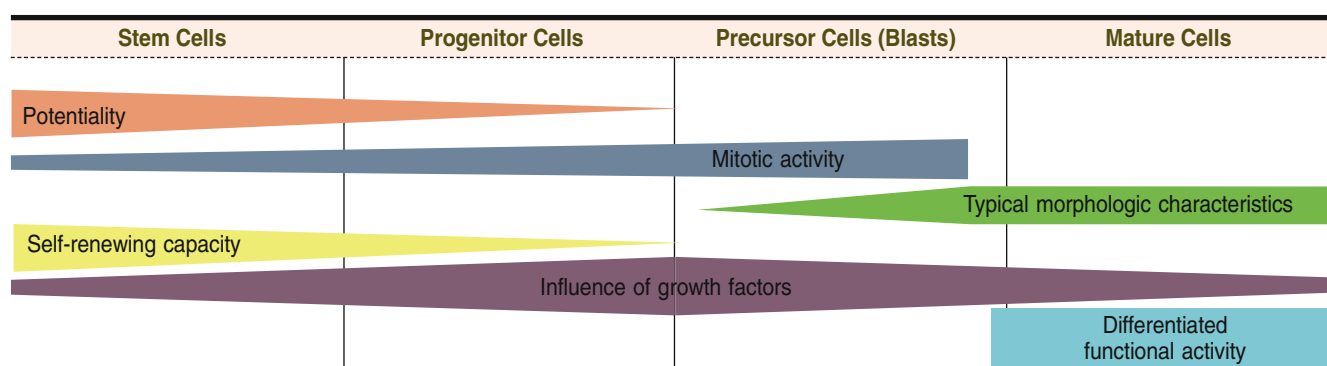 Stem Cells Progenitor Cells Precursor Cells (Blasts) Mature Cells
Potentiality
Mitotic activity
Typical morphologic characteristics
Self-renewing capacity
Influence of growth factors
Differentiated
functional activity